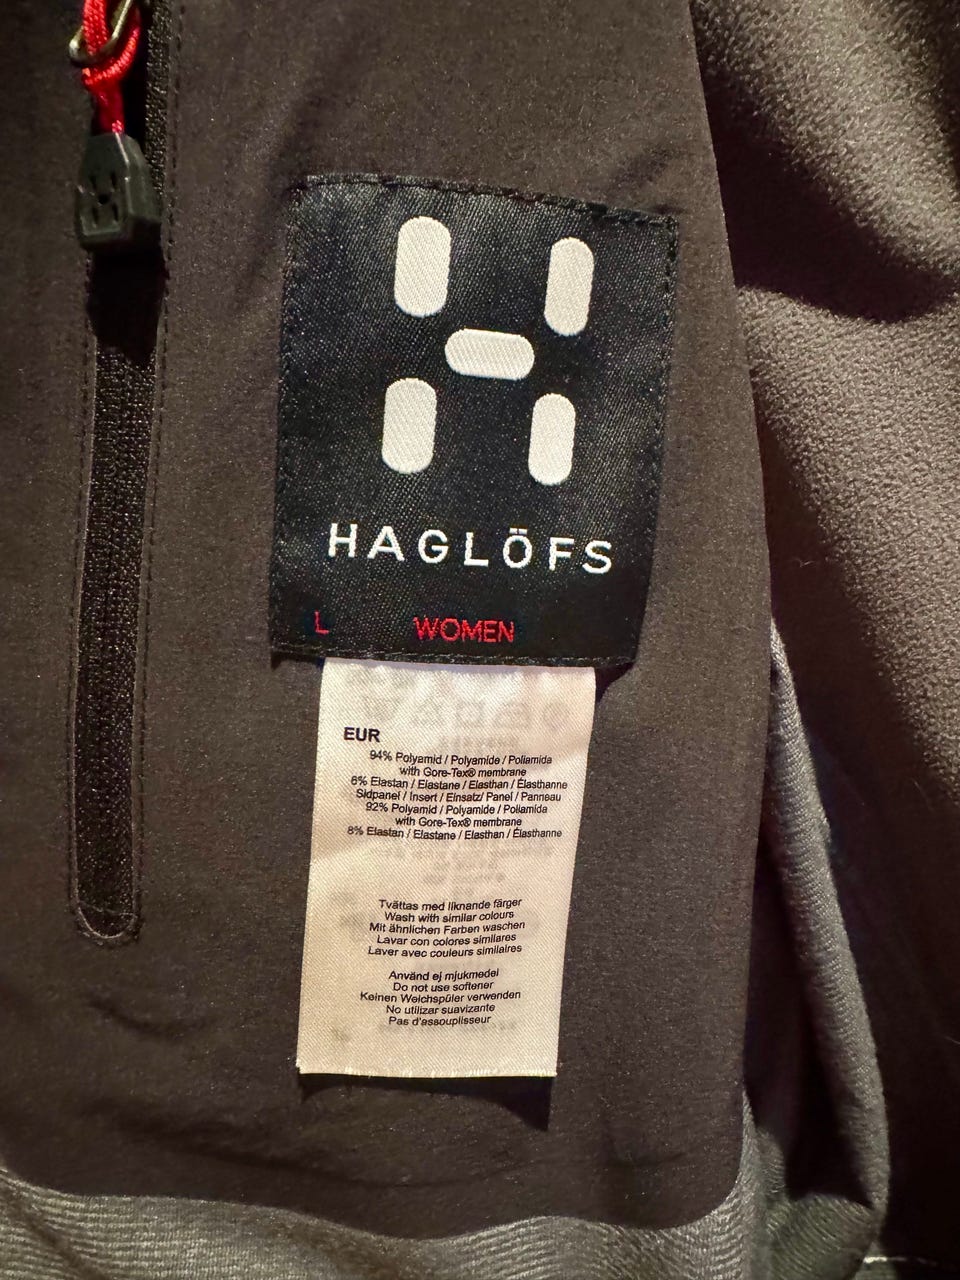 HAGLÖFS
L WOMEN
EUR
94% Polyamid / Polyamide / Poliamida
with Gore-Tex® membrane
6% Elastan / Elastane / Elasthan / Élasthanne
Sidpanel / Insert / Einsatz/ Panel / Panneau
92% Polyamid / Polyamide / Poliamida
with Gore-Tex® membrane
8% Elastan / Elastane / Elasthan / Élasthanne
Tvättas med liknande färger
Wash with similar colours
Mit ähnlichen Farben waschen
Lavar con colores similares
Laver avec couleurs similaires
Använd ej mjukmedel
Do not use softener
Keinen Weichspüler verwenden
No utilizar suavizante
Pas d'assouplisseur